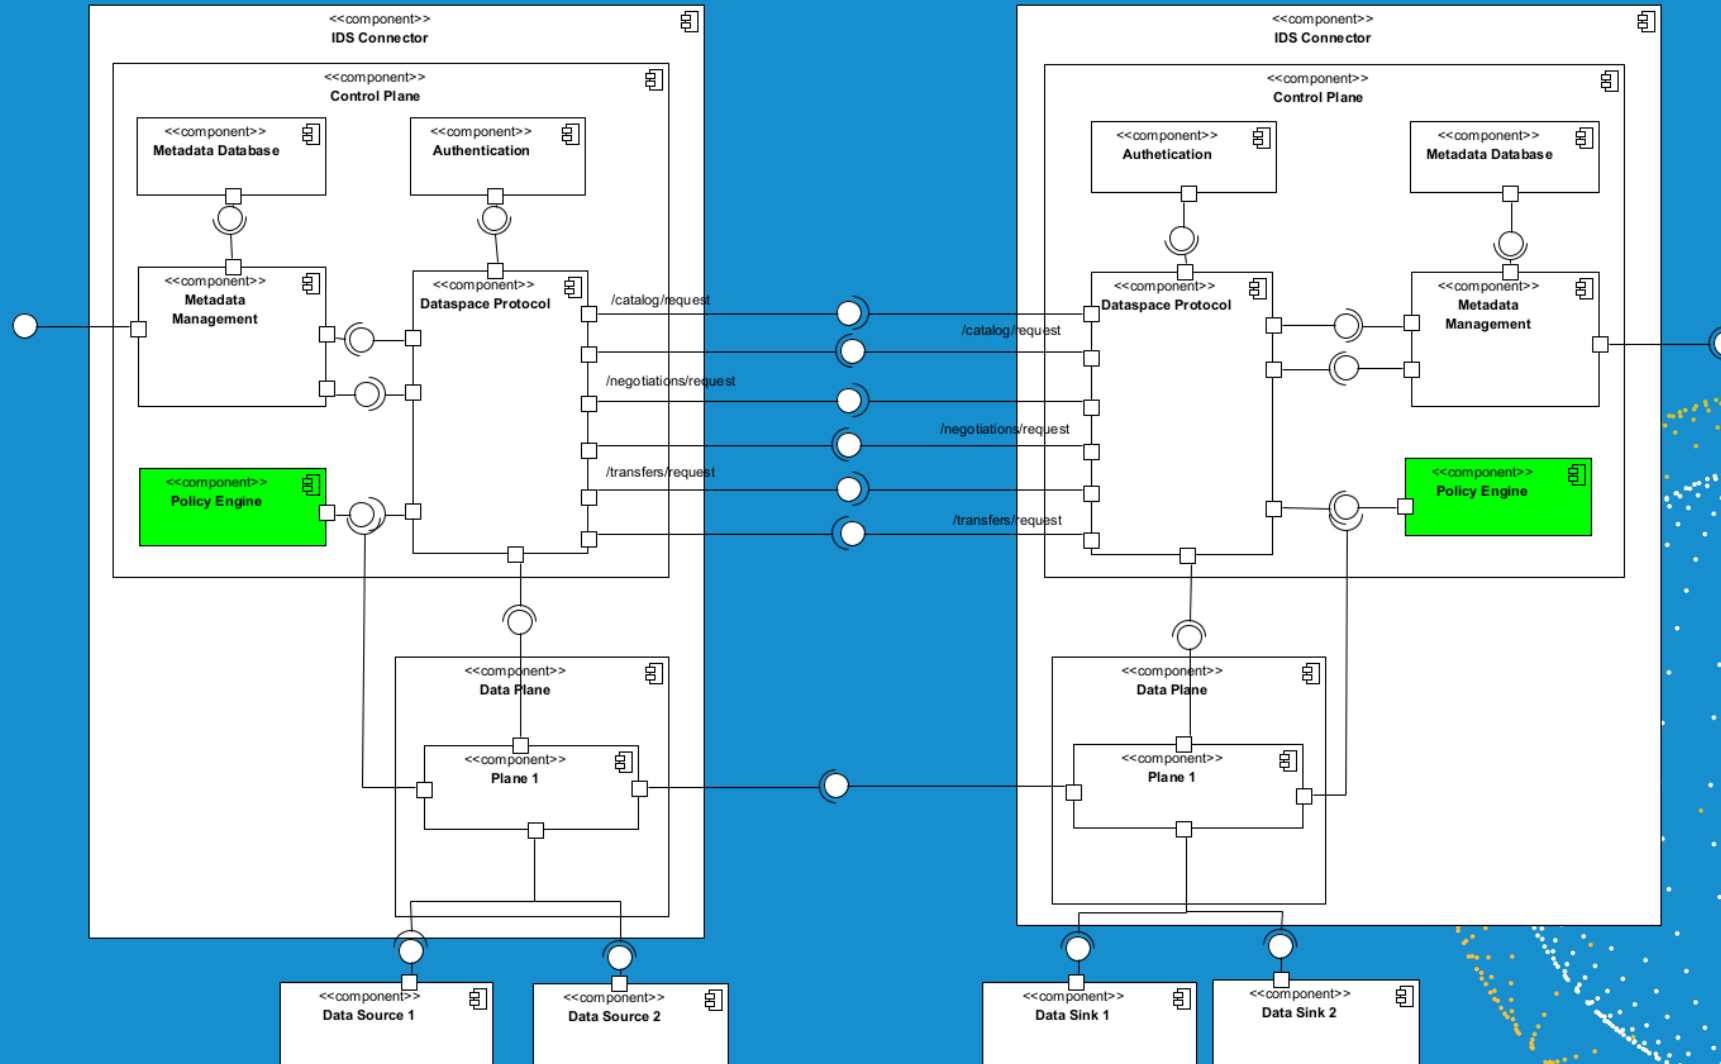 <<component>>
IDS Connector
<<component>>
Control Plane
<<component>>
Metadata Database
<<component>>
Authentication
<<component>>
Metadata
Management
<<component>>
Dataspace Protocol
<<component>>
Policy Engine
/catalog/request
/catalog/request
/negotiations/request
/negotiations/request
/transfers/request
/transfers/request
<<component>>
Data Plane
<<component>>
Plane 1
<<component>>
Data Source 1
<<component>>
Data Source 2
<<component>>
IDS Connector
<<component>>
Control Plane
<<component>>
Authetication
<<component>>
Metadata Database
<<component>>
Dataspace Protocol
<<component>>
Metadata
Management
<<component>>
Policy Engine
<<component>>
Data Plane
<<component>>
Plane 1
<<component>>
Data Sink 1
<<component>>
Data Sink 2